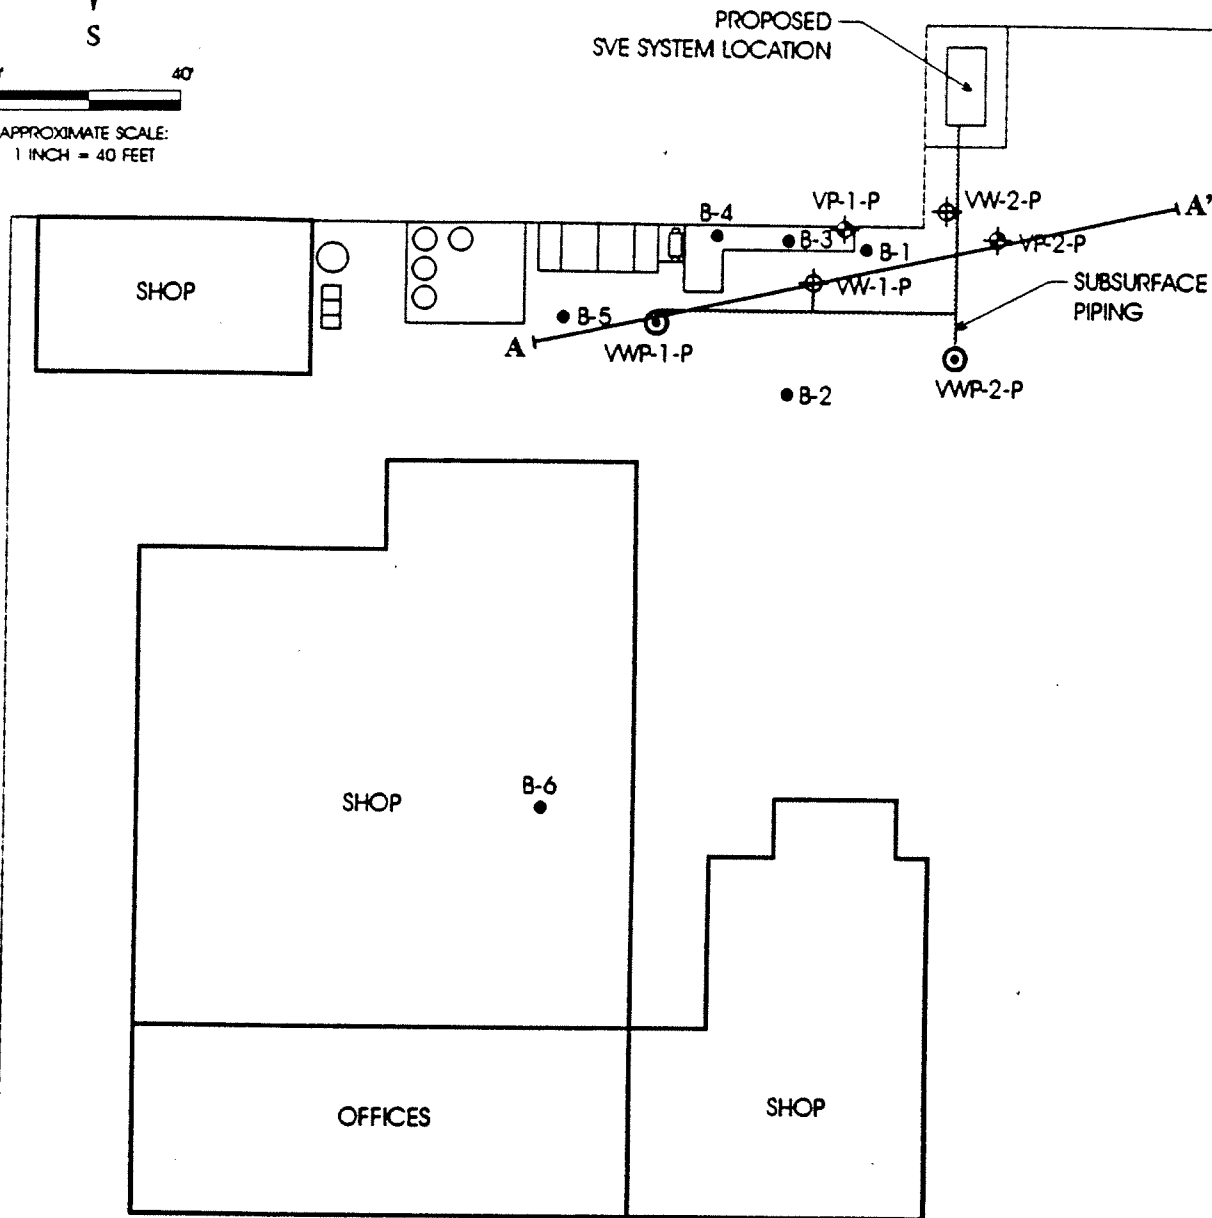 S
40'
APPROXIMATE SCALE:
1 INCH = 40 FEET
PROPOSED
SVE SYSTEM LOCATION
VP-1-P
VW-2-P
A'
B-4
B-3
B-1
VP-2-P
SHOP
VW-1-P
SUBSURFACE
PIPING
B-5
A
VWP-1-P
VWP-2-P
B-2
B-6
SHOP
OFFICES
SHOP